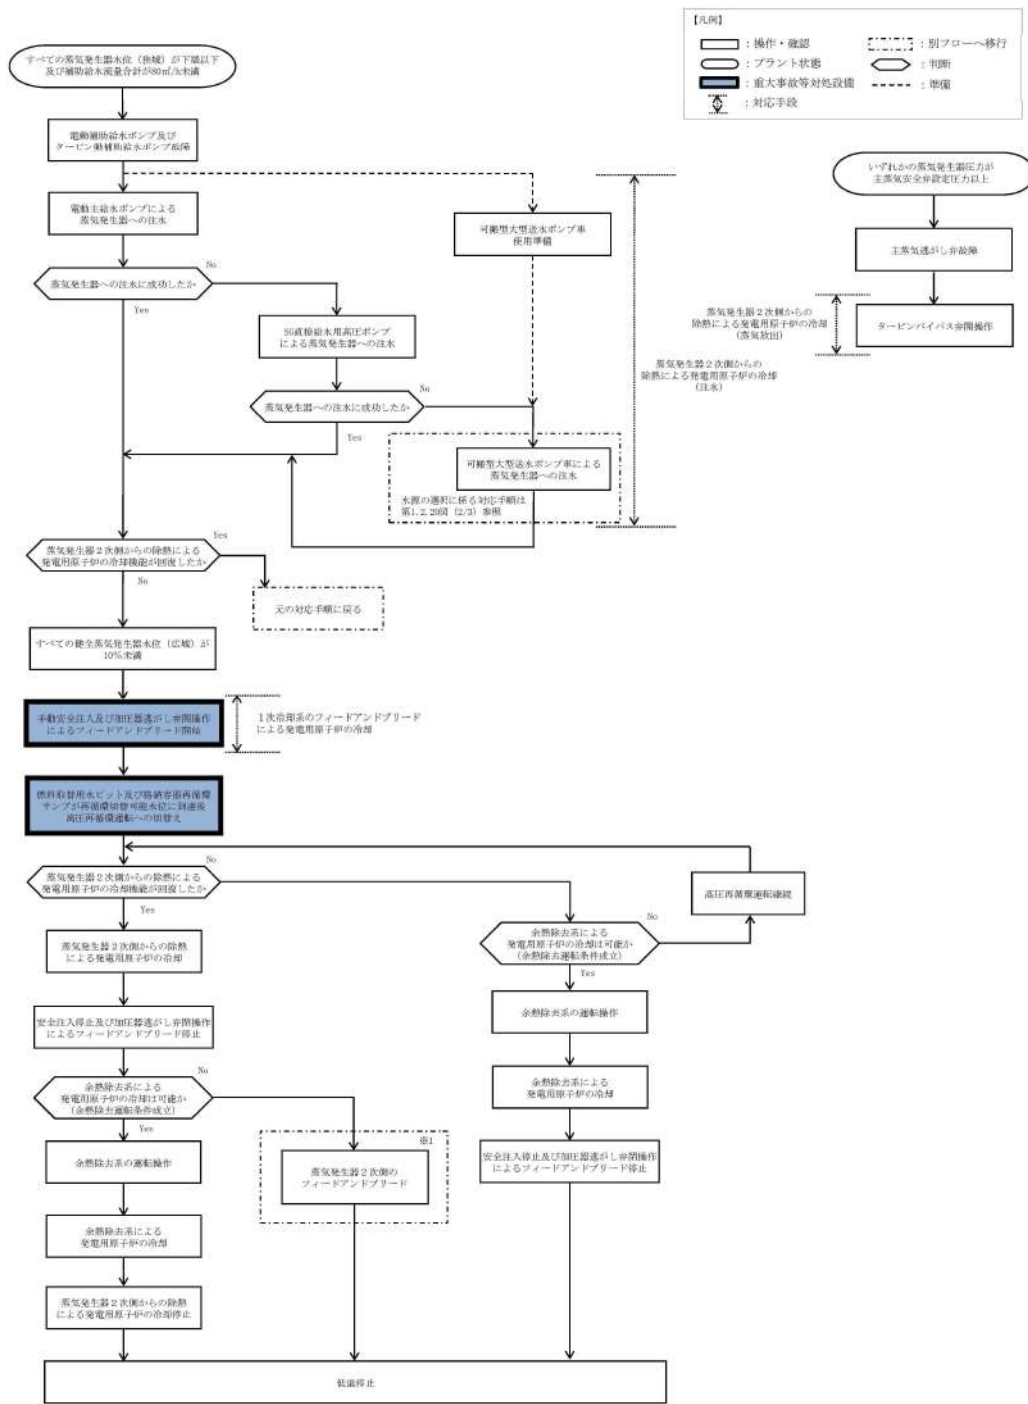 【凡例】
：操作・確認
：別フローへ移行
：プラント状態
：判断
：重大事故等対処設備
：準備
：対応手段
すべての蒸気発生器水位（狭域）が下端以下
及び補助給水流量合計が80㎥/h未満
電動補助給水ポンプ及び
タービン動補助給水ポンプ故障
電動主給水ポンプによる
蒸気発生器への注水
可搬型大型送水ポンプ車
使用準備
蒸気発生器への注水に成功したか
No
Yes
SG直接給水用高圧ポンプ
による蒸気発生器への注水
蒸気発生器への注水に成功したか
No
Yes
可搬型大型送水ポンプ車による
蒸気発生器への注水
水源の選択に係る対応手順は
第1.2.20図（2/3）参照
蒸気発生器２次側からの
除熱による発電用原子炉の冷却
（注水）
いずれかの蒸気発生器圧力が
主蒸気安全弁設定圧力以上
主蒸気逃がし弁故障
タービンバイパス弁開操作
蒸気発生器２次側からの
除熱による発電用原子炉の冷却
（蒸気放出）
蒸気発生器２次側からの除熱による
発電用原子炉の冷却機能が回復したか
Yes
No
元の対応手順に戻る
すべての健全蒸気発生器水位（広域）が
10％未満
手動安全注入及び加圧器逃がし弁開操作
によるフィードアンドブリード開始
１次冷却系のフィードアンドブリード
による発電用原子炉の冷却
燃料取替用水ピット及び格納容器再循環
サンプが再循環切替可能水位に到達後
高圧再循環運転への切替え
蒸気発生器２次側からの除熱による
発電用原子炉の冷却機能が回復したか
No
Yes
高圧再循環運転継続
余熱除去系による
発電用原子炉の冷却は可能か
（余熱除去運転条件成立）
No
Yes
蒸気発生器２次側からの除熱
による発電用原子炉の冷却
余熱除去系の運転操作
安全注入停止及び加圧器逃がし弁閉操作
によるフィードアンドブリード停止
余熱除去系による
発電用原子炉の冷却
余熱除去系による
発電用原子炉の冷却は可能か
（余熱除去運転条件成立）
No
Yes
安全注入停止及び加圧器逃がし弁閉操作
によるフィードアンドブリード停止
※1
蒸気発生器２次側の
フィードアンドブリード
余熱除去系の運転操作
余熱除去系による
発電用原子炉の冷却
蒸気発生器２次側からの除熱
による発電用原子炉の冷却停止
低温停止